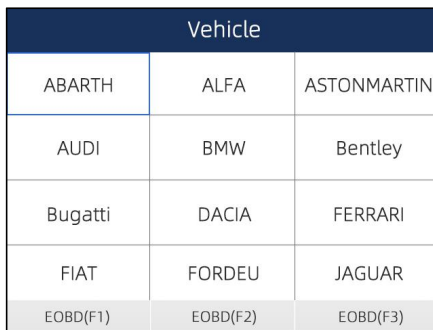 Vehicle
ABARTH ALFA ASTONMARTIN
AUDI BMW Bentley
Bugatti DACIA FERRARI
FIAT FORDEU JAGUAR
EOBD(F1) EOBD(F2) EOBD(F3)